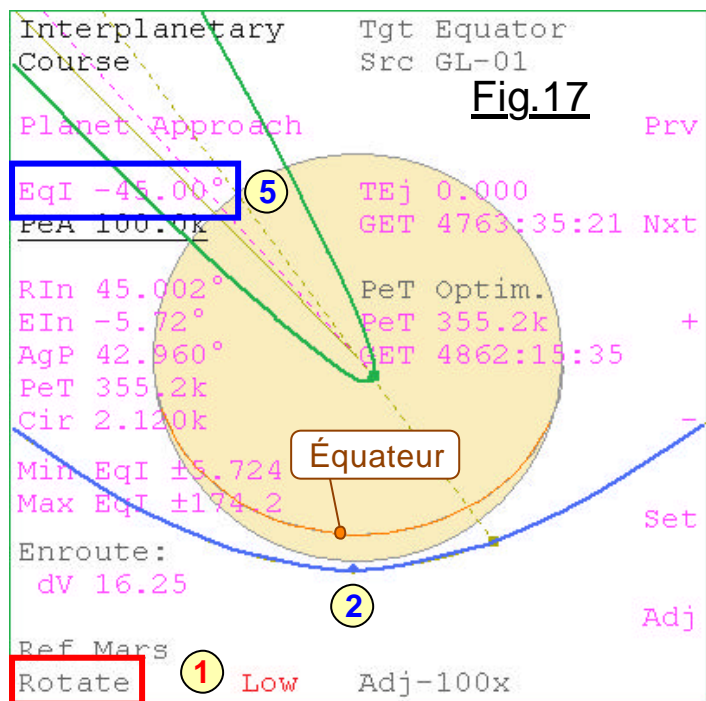 Interplanetary Tgt Equator
Course Src GL-01
Fig.17
Planet Approach Prv
EqI -45.00° 5 TEj 0.000
PeA 100.0k GET 4763:35:21 Nxt
RIn 45.002° PeT Optim.
EIn -5.72° PeT 355.2k +
AgP 42.960° GET 4862:15:35
PeT 355.2k
Cir 2.120k -
Équateur
Min EqI ±5.724
Max EqI ±174.2
Set
Enroute:
dV 16.25
2
Adj
Ref Mars
Rotate 1 Low Adj-100x